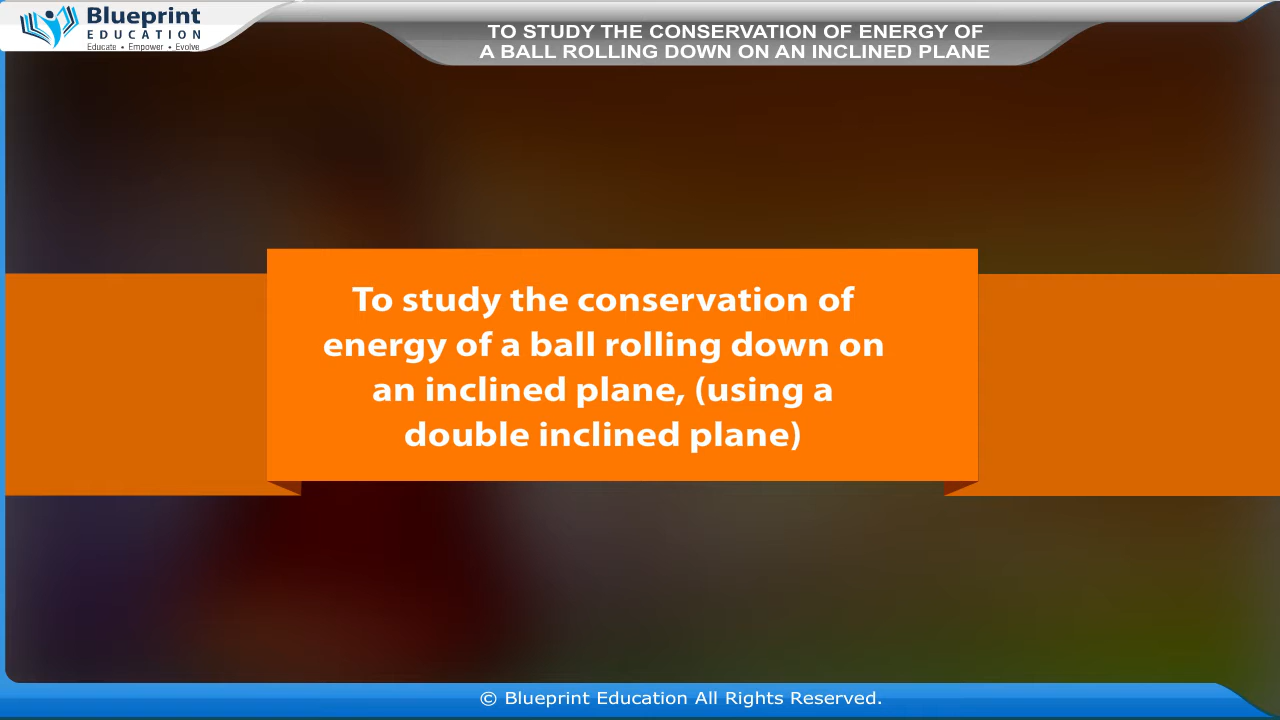 Blueprint
EDUCATION
Educate • Empower • Evolve
TO STUDY THE CONSERVATION OF ENERGY OF
A BALL ROLLING DOWN ON AN INCLINED PLANE
To study the conservation of
energy of a ball rolling down on
an inclined plane, (using a
double inclined plane)
© Blueprint Education All Rights Reserved.